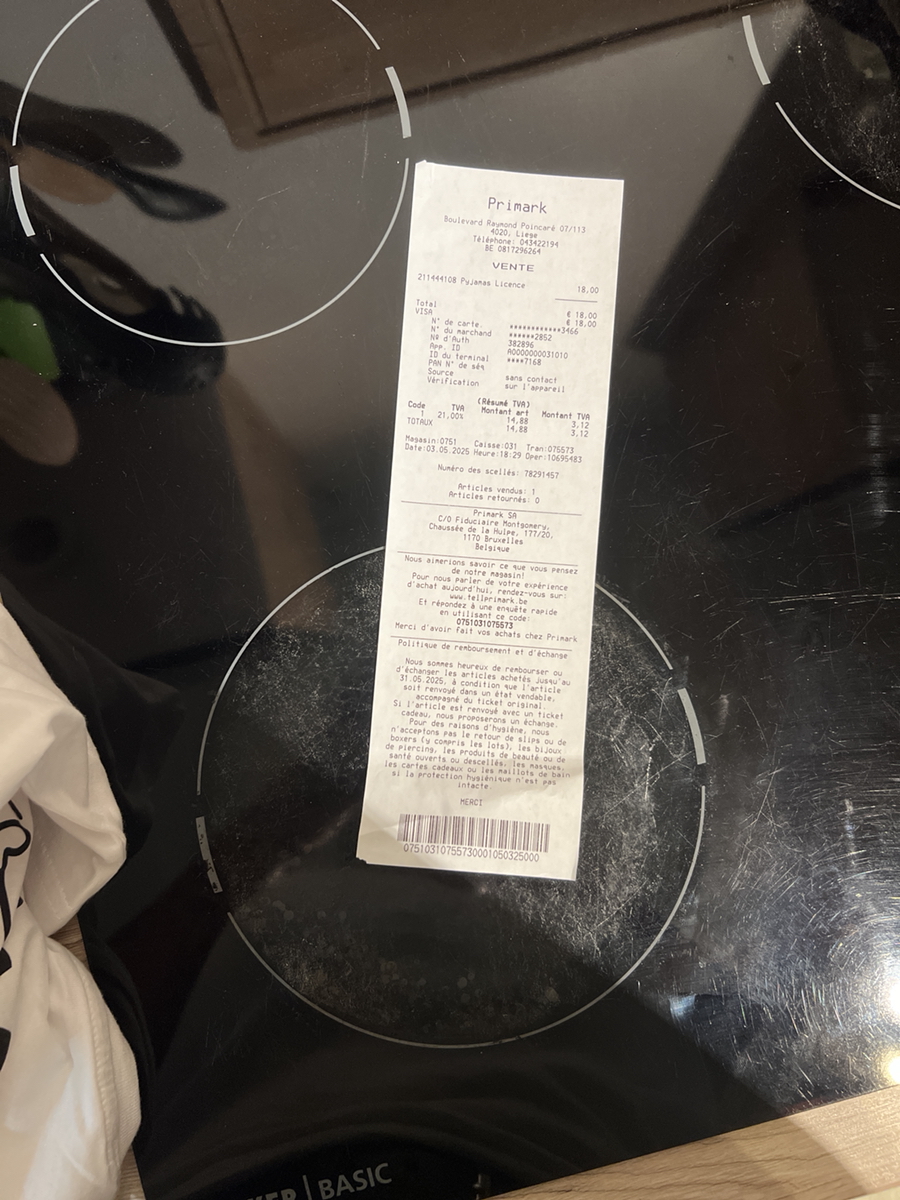 Primark
Boulevard Raymond Poincaré 07/113
4020, Liege
Téléphone: 043422194
BE 0817296264
VENTE
211444108 Pyjamas Licence 18,00
Total € 18,00
VISA € 18,00
N° de carte. ************3466
N° du marchand ******2852
Nº d'Auth 382896
App. ID A0000000031010
ID du terminal ****7168
PAN N° de séq
Source sans contact
Vérification sur l'appareil
(Résumé TVA)
Code TVA Montant art Montant TVA
1 21,00% 14,88 3,12
TOTAUX 14,88 3,12
Magasin:0751 Caisse:031 Tran:075573
Date:03.05.2025 Heure:18:29 Oper:10695483
Numéro des scellés: 78291457
Articles vendus: 1
Articles retournés: 0
Primark SA
C/O Fiduciaire Montgomery,
Chaussée de la Hulpe, 177/20,
1170 Bruxelles
Belgique
Nous aimerions savoir ce que vous pensez
de notre magasin!
Pour nous parler de votre expérience
d'achat aujourd'hui, rendez-vous sur:
www.tellprimark.be
Et répondez à une enquête rapide
en utilisant ce code:
0751031075573
Merci d'avoir fait vos achats chez Primark
Politique de remboursement et d'échange
Nous sommes heureux de rembourser ou
d'échanger les articles achetés jusqu'au
31.05.2025, à condition que l'article
soit renvoyé dans un état vendable,
accompagné du ticket original.
Si l'article est renvoyé avec un ticket
cadeau, nous proposerons un échange.
Pour des raisons d'hygiène, nous
n'acceptons pas le retour de slips ou de
boxers (y compris les lots), les bijoux
de piercing, les produits de beauté ou de
santé ouverts ou descellés, les masques,
les cartes cadeaux ou les maillots de bain
si la protection hygiénique n'est pas
intacte.
MERCI
07510310755730001050325000
BASIC